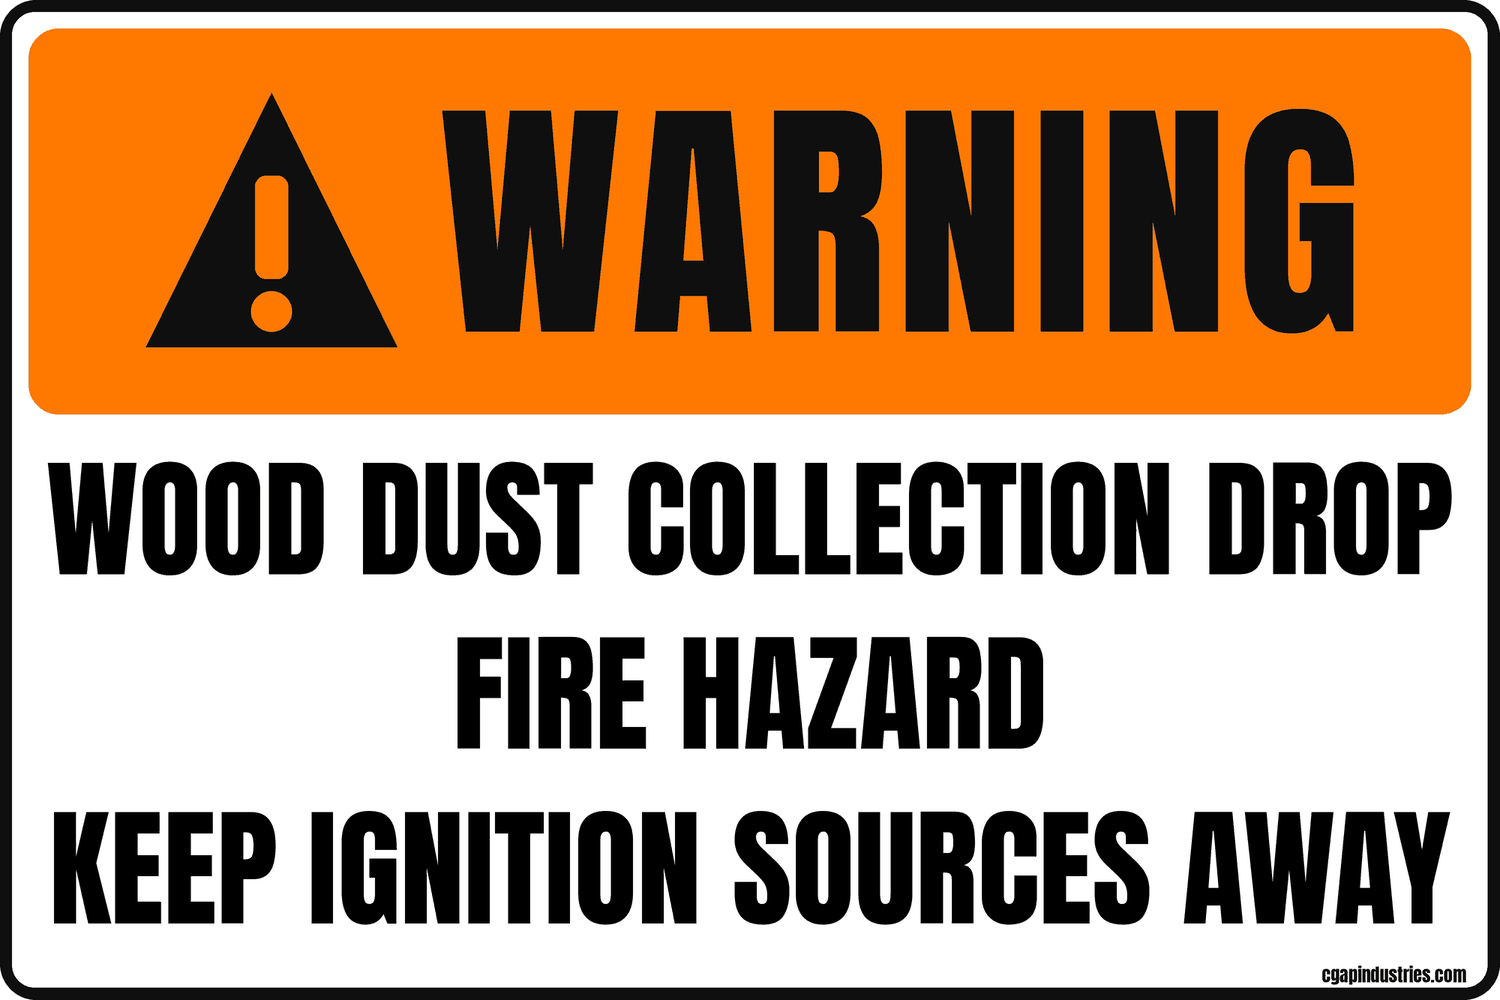 WARNING
WOOD DUST COLLECTION DROP
FIRE HAZARD
KEEP IGNITION SOURCES AWAY
cgapindustries.com